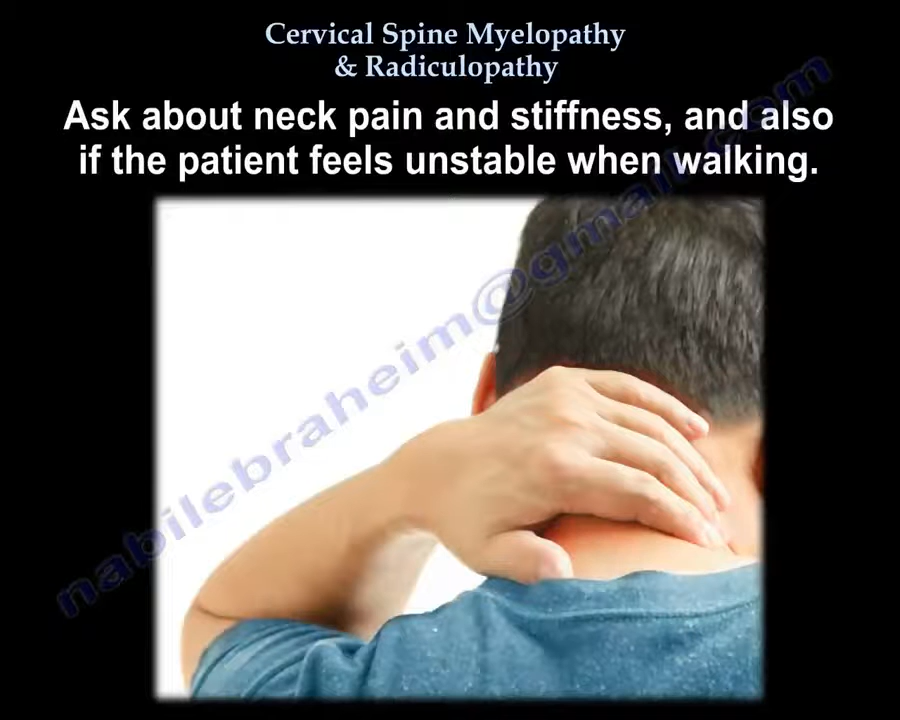 Cervical Spine Myelopathy
& Radiculopathy
Ask about neck pain and stiffness, and also
if the patient feels unstable when walking.
nabilebraheim@gmail.com